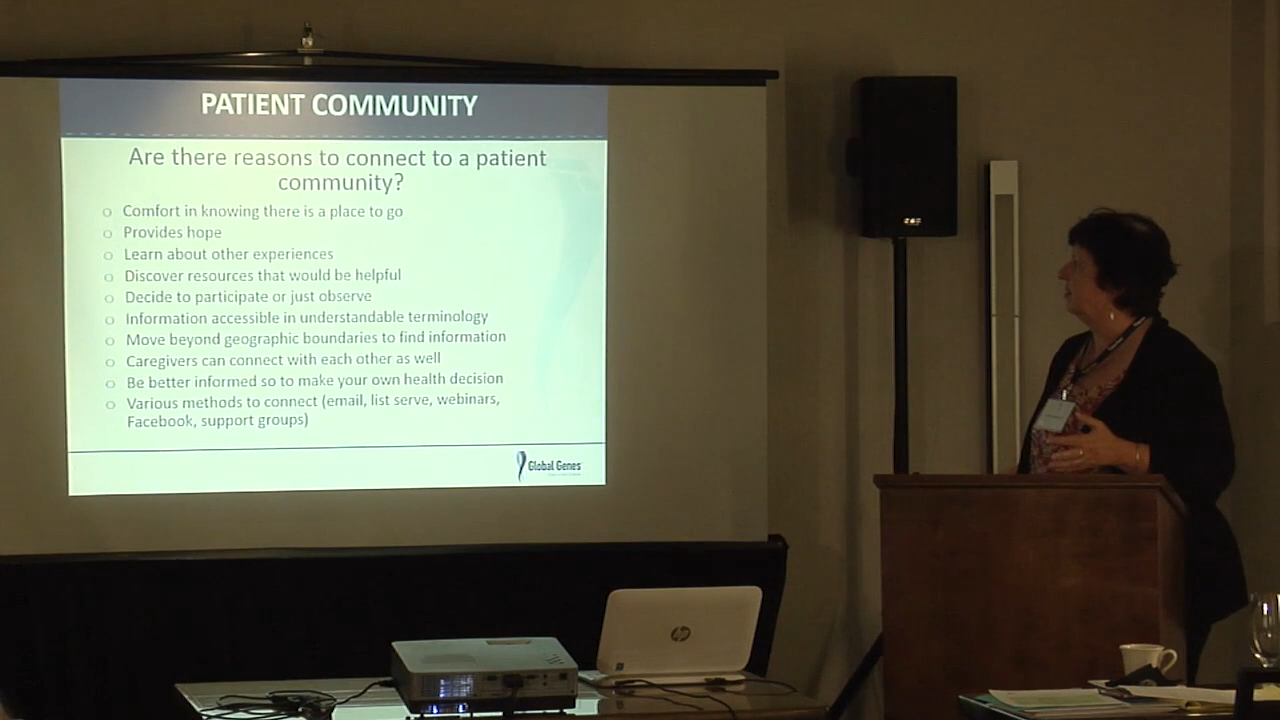 PATIENT COMMUNITY
Are there reasons to connect to a patient
community?
o Comfort in knowing there is a place to go
o Provides hope
o Learn about other experiences
o Discover resources that would be helpful
o Decide to participate or just observe
o Information accessible in understandable terminology
o Move beyond geographic boundaries to find information
o Caregivers can connect with each other as well
o Be better informed so to make your own health decision
o Various methods to connect (email, list serve, webinars,
Facebook, support groups)
Global Genes
hp